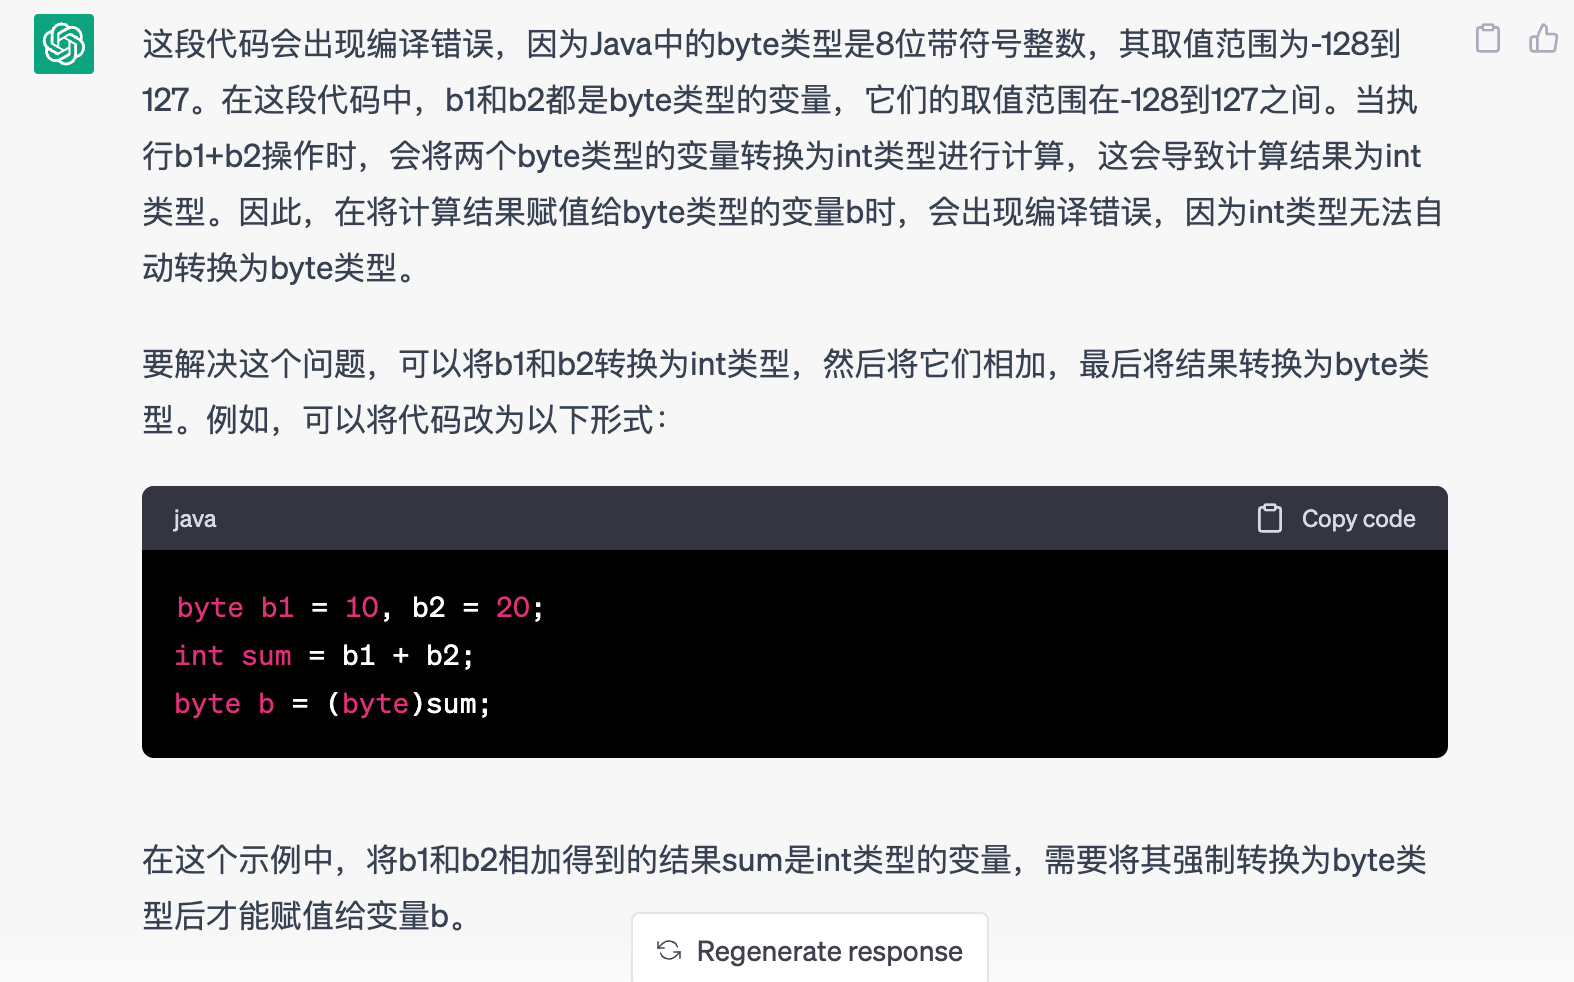 这段代码会出现编译错误，因为Java中的byte类型是8位带符号整数，其取值范围为-128到
127。在这段代码中，b1和b2都是byte类型的变量，它们的取值范围在-128到127之间。当执
行b1+b2操作时，会将两个byte类型的变量转换为int类型进行计算，这会导致计算结果为int
类型。因此，在将计算结果赋值给byte类型的变量b时，会出现编译错误，因为int类型无法自
动转换为byte类型。
要解决这个问题，可以将b1和b2转换为int类型，然后将它们相加，最后将结果转换为byte类
型。例如，可以将代码改为以下形式：
java Copy code
byte b1 = 10, b2 = 20;
int sum = b1 + b2;
byte b = (byte)sum;
在这个示例中，将b1和b2相加得到的结果sum是int类型的变量，需要将其强制转换为byte类
型后才能赋值给变量b。
Regenerate response